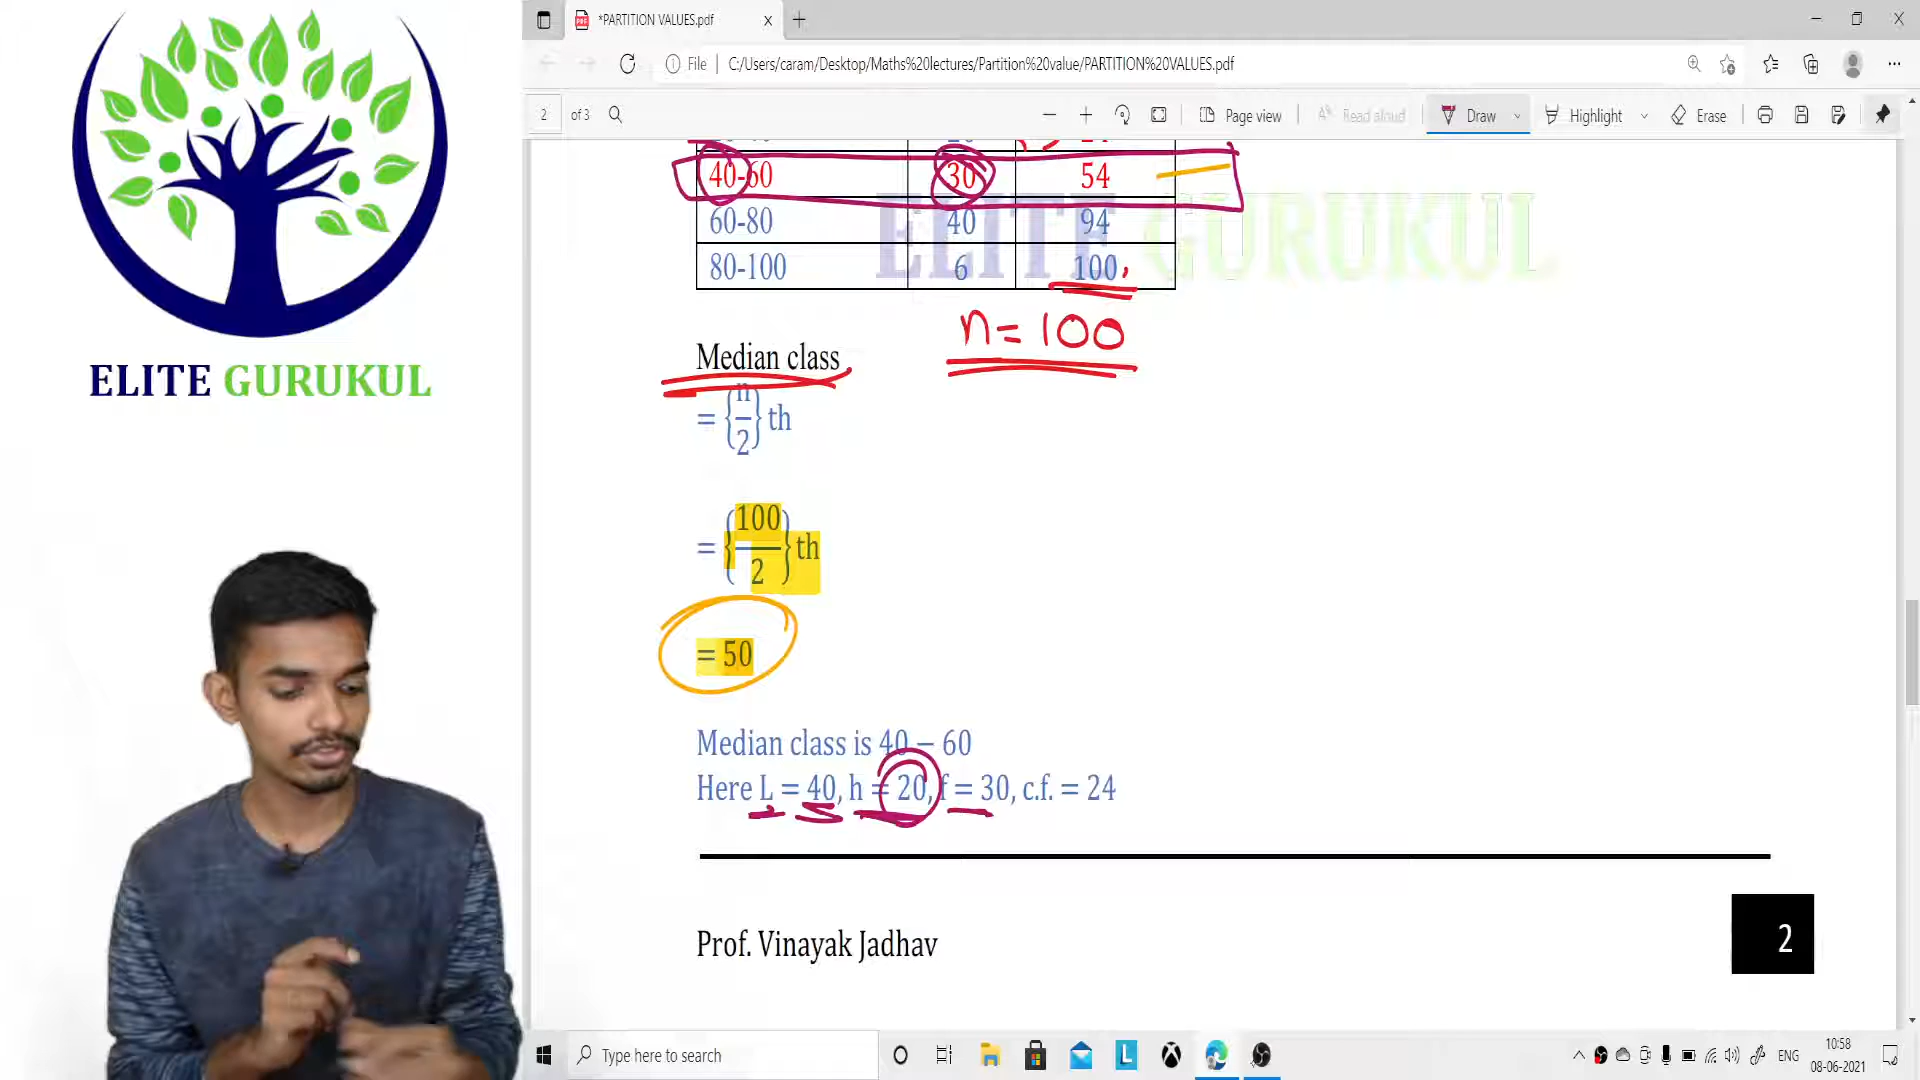 *PARTITION VALUES.pdf
File
C:/Users/caram/Desktop/Maths%20lectures/Partition%20value/PARTITION%20VALUES.pdf
2 of 3
Page view
Read aloud
Draw
Highlight
Erase
40-60 30 54
60-80 40 94
80-100 6 100
ELITE GURUKUL
n = 100
Median class
= {n/2} th
= {100/2} th
= 50
Median class is 40 – 60
Here L = 40, h = 20, f = 30, c.f. = 24
Prof. Vinayak Jadhav
2
ELITE GURUKUL
Type here to search
L
ENG
10:58
08-06-2021